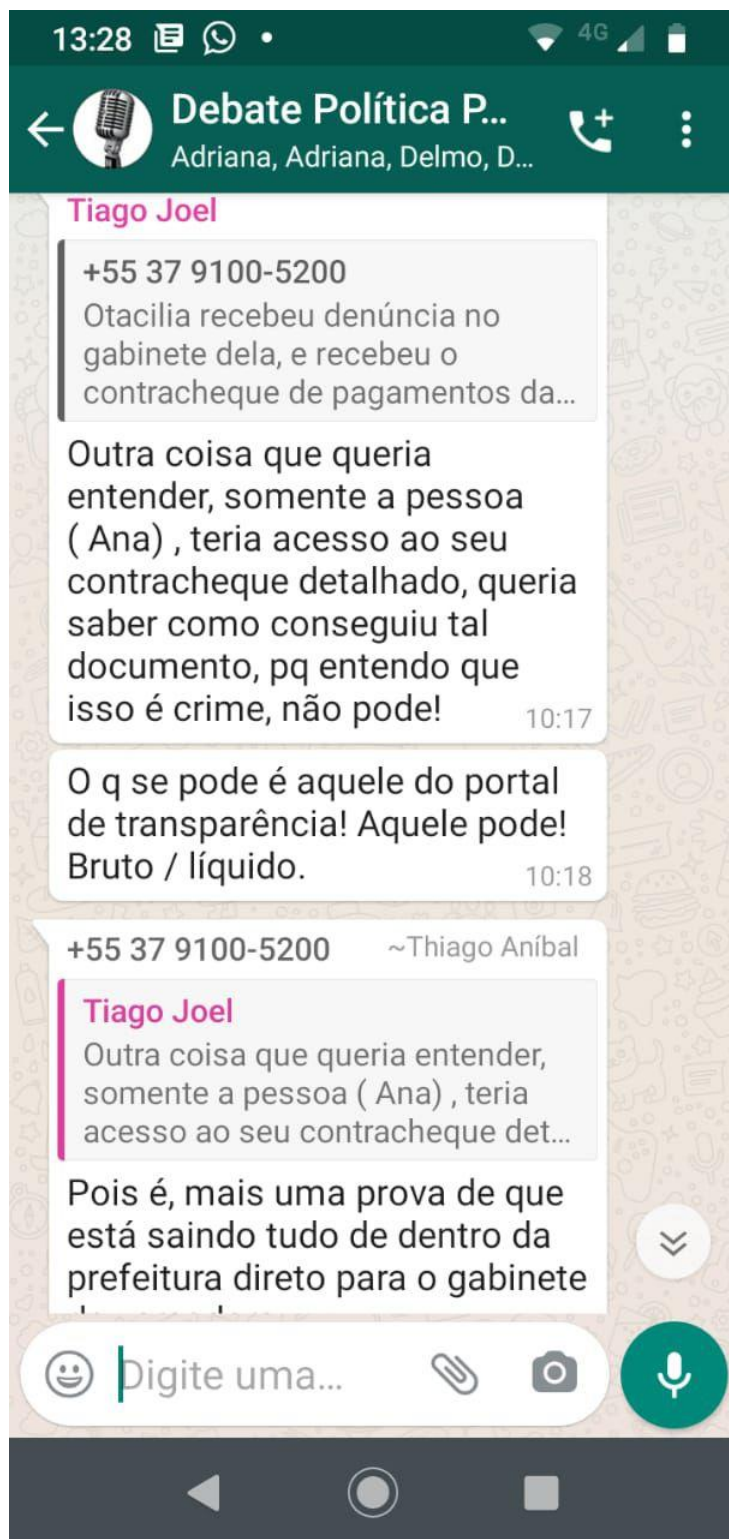 13:28
4G
Debate Política P...
Adriana, Adriana, Delmo, D...
Tiago Joel
+55 37 9100-5200
Otacilia recebeu denúncia no
gabinete dela, e recebeu o
contracheque de pagamentos da...
Outra coisa que queria
entender, somente a pessoa
( Ana) , teria acesso ao seu
contracheque detalhado, queria
saber como conseguiu tal
documento, pq entendo que
isso é crime, não pode!
10:17
O q se pode é aquele do portal
de transparência! Aquele pode!
Bruto / líquido.
10:18
+55 37 9100-5200 ~Thiago Aníbal
Tiago Joel
Outra coisa que queria entender,
somente a pessoa ( Ana) , teria
acesso ao seu contracheque det...
Pois é, mais uma prova de que
está saindo tudo de dentro da
prefeitura direto para o gabinete
Digite uma...